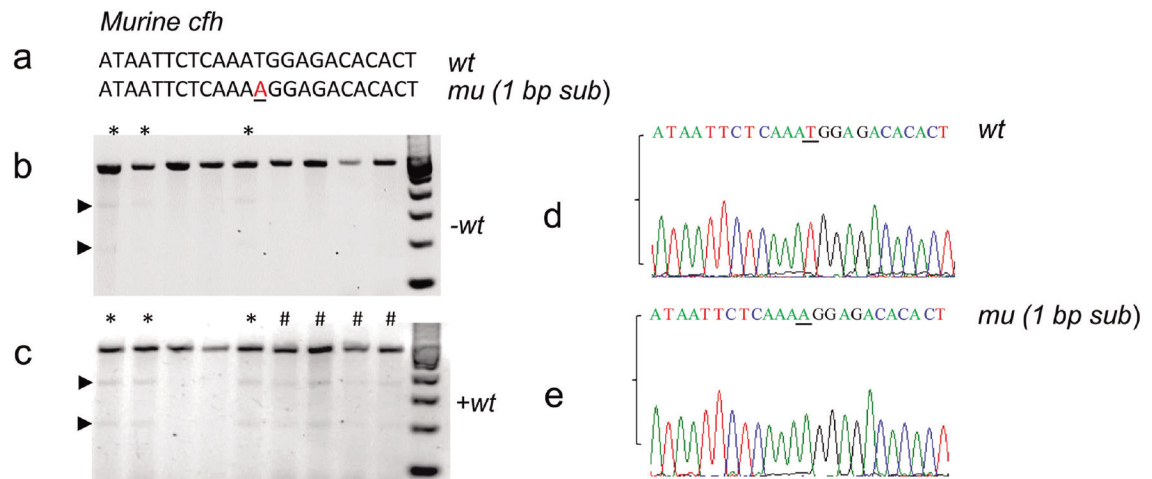 Murine cfh
a
ATAATTCTCAAATGGAGACACACT wt
ATAATTCTCAAAAGGAGACACACT mu (1 bp sub)
* * *
b
-wt
* * * # # # #
c
+wt
ATAATTCTCAAATGGAGACACACT wt
d
ATAATTCTCAAAAGGAGACACACT mu (1 bp sub)
e